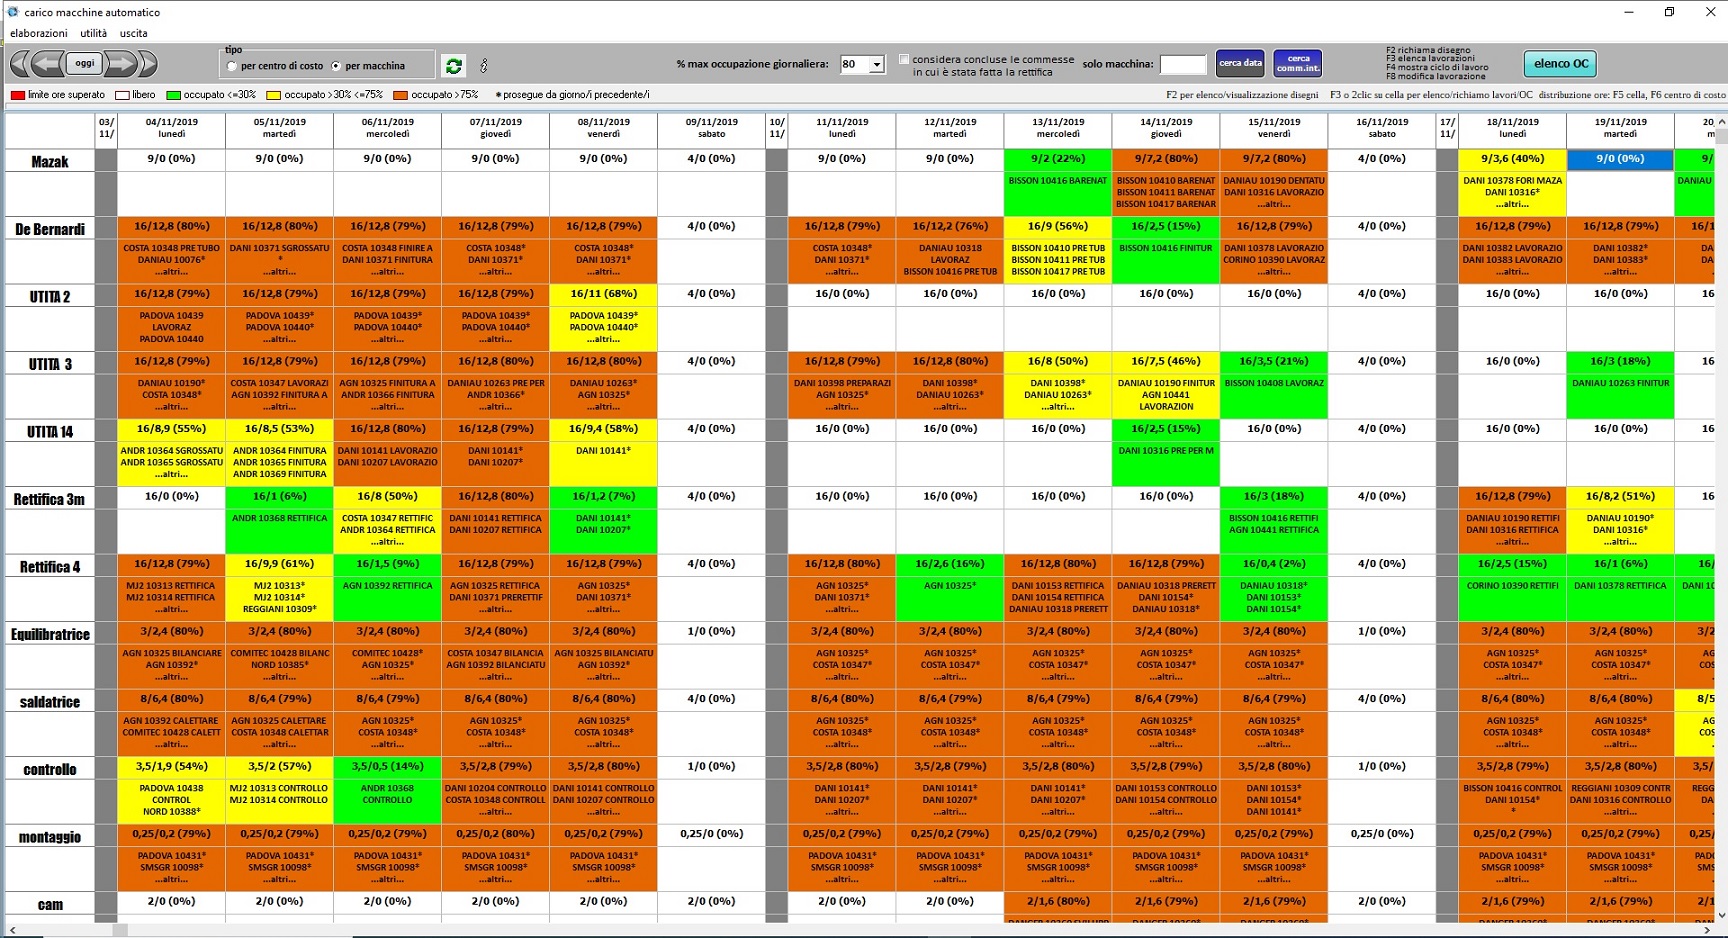 carico macchine automatico
elaborazioni utilità uscita
oggi
tipo
per centro di costo per macchina
% max occupazione giornaliera: 80
considera concluse le commesse
in cui è stata fatta la rettifica
solo macchina:
cerca data
cerca
comm.int.
F2 richiama disegno
F3 elenca lavorazioni
F4 mostra ciclo di lavoro
F8 modifica lavorazione
elenco OC
limite ore superato libero occupato <=30% occupato >30% <=75% occupato >75% *prosegue da giorno/i precedente/i
F2 per elenco/visualizzazione disegni F3 o 2clic su cella per elenco/richiamo lavori/OC distribuzione ore: F5 cella, F6 centro di costo
03/ 04/11/2019 05/11/2019 06/11/2019 07/11/2019 08/11/2019 09/11/2019 10/ 11/11/2019 12/11/2019 13/11/2019 14/11/2019 15/11/2019 16/11/2019 17/ 18/11/2019 19/11/2019 20,
11/ lunedì martedì mercoledì giovedì venerdì sabato 11/ lunedì martedì mercoledì giovedì venerdì sabato 11/ lunedì martedì m
Mazak 9/0 (0%) 9/0 (0%) 9/0 (0%) 9/0 (0%) 9/0 (0%) 4/0 (0%) 9/0 (0%) 9/0 (0%) 9/2 (22%) 9/7,2 (80%) 9/7,2 (80%) 4/0 (0%) 9/3,6 (40%) 9/0 (0%) 9/
BISSON 10416 BARENAT BISSON 10410 BARENAT DANIAU 10190 DENTATU DANI 10378 FORI MAZA DANIAU
BISSON 10411 BARENAT DANI 10316 LAVORAZIO DANI 10316*
BISSON 10417 BARENAR ...altri... ...altri...
De Bernardi 16/12,8 (80%) 16/12,8 (80%) 16/12,8 (79%) 16/12,8 (79%) 16/12,8 (79%) 4/0 (0%) 16/12,8 (79%) 16/12,2 (76%) 16/9 (56%) 16/2,5 (15%) 16/12,8 (79%) 4/0 (0%) 16/12,8 (79%) 16/12,8 (79%) 16/1
COSTA 10348 PRE TUBO DANI 10371 SGROSSATU COSTA 10348 FINIRE A COSTA 10348* COSTA 10348* COSTA 10348* DANIAU 10318 BISSON 10410 PRE TUB BISSON 10416 FINITUR DANI 10378 LAVORAZIO DANI 10382 LAVORAZIO DANI 10382* DA
DANIAU 10076* * DANI 10371 FINITURA DANI 10371* DANI 10371* DANI 10371* LAVORAZ BISSON 10411 PRE TUB CORINO 10390 LAVORAZ DANI 10383 LAVORAZIO DANI 10383* DA
...altri... ...altri... ...altri... ...altri... ...altri... ...altri... BISSON 10416 PRE TUB BISSON 10417 PRE TUB ...altri... ...altri... ...altri... ..
UTITA 2 16/12,8 (79%) 16/12,8 (79%) 16/12,8 (79%) 16/12,8 (79%) 16/11 (68%) 4/0 (0%) 16/0 (0%) 16/0 (0%) 16/0 (0%) 16/0 (0%) 16/0 (0%) 4/0 (0%) 16/0 (0%) 16/0 (0%) 16
PADOVA 10439 PADOVA 10439* PADOVA 10439* PADOVA 10439* PADOVA 10439*
LAVORAZ PADOVA 10440* PADOVA 10440* PADOVA 10440* PADOVA 10440*
PADOVA 10440 ...altri... ...altri... ...altri... ...altri...
UTITA 3 16/12,8 (79%) 16/12,8 (79%) 16/12,8 (79%) 16/12,8 (80%) 16/12,8 (80%) 4/0 (0%) 16/12,8 (79%) 16/12,8 (80%) 16/8 (50%) 16/7,5 (46%) 16/3,5 (21%) 4/0 (0%) 16/0 (0%) 16/3 (18%) 16
DANIAU 10190* COSTA 10347 LAVORAZI AGN 10325 FINITURA A DANIAU 10263 PRE PER DANIAU 10263* DANI 10398 PREPARAZI DANI 10398* DANI 10398* DANIAU 10190 FINITUR BISSON 10408 LAVORAZ DANIAU 10263 FINITUR
COSTA 10348* AGN 10392 FINITURA A ANDR 10366 FINITURA ANDR 10366* AGN 10325* AGN 10325* DANIAU 10263* DANIAU 10263* AGN 10441
...altri... ...altri... ...altri... ...altri... ...altri... ...altri... ...altri... ...altri... LAVORAZION
UTITA 14 16/8,9 (55%) 16/8,5 (53%) 16/12,8 (80%) 16/12,8 (79%) 16/9,4 (58%) 4/0 (0%) 16/0 (0%) 16/0 (0%) 16/0 (0%) 16/2,5 (15%) 16/0 (0%) 4/0 (0%) 16/0 (0%) 16/0 (0%) 16
ANDR 10364 SGROSSATU ANDR 10364 FINITURA DANI 10141 LAVORAZIO DANI 10141* DANI 10141* DANI 10316 PRE PER M
ANDR 10365 SGROSSATU ANDR 10365 FINITURA DANI 10207 LAVORAZIO DANI 10207*
...altri... ANDR 10369 FINITURA
Rettifica 3m 16/0 (0%) 16/1 (6%) 16/8 (50%) 16/12,8 (80%) 16/1,2 (7%) 4/0 (0%) 16/0 (0%) 16/0 (0%) 16/0 (0%) 16/0 (0%) 16/3 (18%) 4/0 (0%) 16/12,8 (79%) 16/8,2 (51%) 16
ANDR 10368 RETTIFICA COSTA 10347 RETTIFIC DANI 10141 RETTIFICA DANI 10141* BISSON 10416 RETTIFI DANIAU 10190 RETTIFI DANIAU 10190*
ANDR 10364 RETTIFICA DANI 10207 RETTIFICA DANI 10207* AGN 10441 RETTIFICA DANI 10316 RETTIFICA DANI 10316*
...altri... ...altri... ...altri...
Rettifica 4 16/12,8 (79%) 16/9,9 (61%) 16/1,5 (9%) 16/12,8 (79%) 16/12,8 (79%) 4/0 (0%) 16/12,8 (80%) 16/2,6 (16%) 16/12,8 (80%) 16/12,8 (79%) 16/0,4 (2%) 4/0 (0%) 16/2,5 (15%) 16/1 (6%) 16/
MJ2 10313 RETTIFICA MJ2 10313* AGN 10392 RETTIFICA AGN 10325 RETTIFICA AGN 10325* AGN 10325* AGN 10325* DANI 10153 RETTIFICA DANIAU 10318 PRERETT DANIAU 10318* CORINO 10390 RETTIFI DANI 10378 RETTIFICA DANI 10
MJ2 10314 RETTIFICA MJ2 10314* DANI 10371 PRERETTIF DANI 10371* DANI 10371* DANI 10154 RETTIFICA DANI 10154* DANI 10153*
...altri... REGGIANI 10309* ...altri... ...altri... ...altri... DANIAU 10318 PRERETT DANIAU 10318* DANI 10154*
Equilibratrice 3/2,4 (80%) 3/2,4 (80%) 3/2,4 (80%) 3/2,4 (80%) 3/2,4 (80%) 1/0 (0%) 3/2,4 (80%) 3/2,4 (80%) 3/2,4 (80%) 3/2,4 (80%) 3/2,4 (80%) 1/0 (0%) 3/2,4 (80%) 3/2,4 (80%) 3/2
AGN 10325 BILANCIARE COMITEC 10428 BILANC COMITEC 10428* COSTA 10347 BILANCIA AGN 10325 BILANCIATU AGN 10325* AGN 10325* AGN 10325* AGN 10325* AGN 10325* AGN 10325* AGN 10325* AG
AGN 10392* NORD 10385* AGN 10325* AGN 10392 BILANCIATU AGN 10392* COSTA 10347* COSTA 10347* COSTA 10347* COSTA 10347* COSTA 10347* COSTA 10347* COSTA 10347* COS
...altri... ...altri... ...altri... ...altri... ...altri... ...altri... ...altri... ...altri... ...altri... ...altri... ..
saldatrice 8/6,4 (80%) 8/6,4 (79%) 8/6,4 (79%) 8/6,4 (80%) 8/6,4 (80%) 4/0 (0%) 8/6,4 (80%) 8/6,4 (79%) 8/6,4 (79%) 8/6,4 (79%) 8/6,4 (79%) 4/0 (0%) 8/6,4 (79%) 8/6,4 (80%) 8/5
AGN 10392 CALETTARE AGN 10325 CALETTARE AGN 10325* AGN 10325* AGN 10325* AGN 10325* AGN 10325* AGN 10325* AGN 10325* AGN 10325* AGN 10325* AGN 10325* AG
COMITEC 10428 CALETT COSTA 10348 CALETTAR COSTA 10348* COSTA 10348* COSTA 10348* COSTA 10348* COSTA 10348* COSTA 10348* COSTA 10348* COSTA 10348* COSTA 10348* COSTA 10348* COS
...altri... ...altri... ...altri... ...altri... ...altri... ...altri... ...altri... ...altri... ...altri... ...altri... ...altri... ...altri... ..
controllo 3,5/1,9 (54%) 3,5/2 (57%) 3,5/0,5 (14%) 3,5/2,8 (79%) 3,5/2,8 (80%) 1/0 (0%) 3,5/2,8 (80%) 3,5/2,8 (79%) 3,5/2,8 (80%) 3,5/2,8 (79%) 3,5/2,8 (80%) 1/0 (0%) 3,5/2,8 (79%) 3,5/2,8 (79%) 3,5/
PADOVA 10438 MJ2 10313 CONTROLLO ANDR 10368 DANI 10204 CONTROLLO DANI 10141 CONTROLLO DANI 10141* DANI 10141* DANI 10141* DANI 10153 CONTROLLO DANI 10153* BISSON 10416 CONTROL REGGIANI 10309 CONTR REGG
CONTROL MJ2 10314 CONTROLLO CONTROLLO COSTA 10348 CONTROLL DANI 10207 CONTROLLO DANI 10207* DANI 10207* DANI 10207* DANI 10154 CONTROLLO DANI 10154* DANI 10154* DANI 10316 CONTROLLO DA
NORD 10388* ...altri... ...altri... ...altri... ...altri... ...altri... DANI 10141* * ...altri...
montaggio 0,25/0,2 (79%) 0,25/0,2 (79%) 0,25/0,2 (79%) 0,25/0,2 (80%) 0,25/0,2 (79%) 0,25/0 (0%) 0,25/0,2 (79%) 0,25/0,2 (79%) 0,25/0,2 (79%) 0,25/0,2 (79%) 0,25/0,2 (79%) 0,25/0 (0%) 0,25/0,2 (79%) 0,25/0,2 (79%) 0,25/
PADOVA 10431* PADOVA 10431* PADOVA 10431* PADOVA 10431* PADOVA 10431* PADOVA 10431* PADOVA 10431* PADOVA 10431* PADOVA 10431* PADOVA 10431* PADOVA 10431* PADOVA 10431* PADC
SMSGR 10098* SMSGR 10098* SMSGR 10098* SMSGR 10098* SMSGR 10098* SMSGR 10098* SMSGR 10098* SMSGR 10098* SMSGR 10098* SMSGR 10098* SMSGR 10098* SMSGR 10098* SMS
...altri... ...altri... ...altri... ...altri... ...altri... ...altri... ...altri... ...altri... ...altri... ...altri... ...altri... ...altri... ..
cam 2/0 (0%) 2/0 (0%) 2/0 (0%) 2/0 (0%) 2/0 (0%) 2/0 (0%) 2/0 (0%) 2/0 (0%) 2/1,6 (80%) 2/1,6 (79%) 2/1,6 (79%) 2/0 (0%) 2/1,6 (79%) 2/1,6 (79%) 2/1